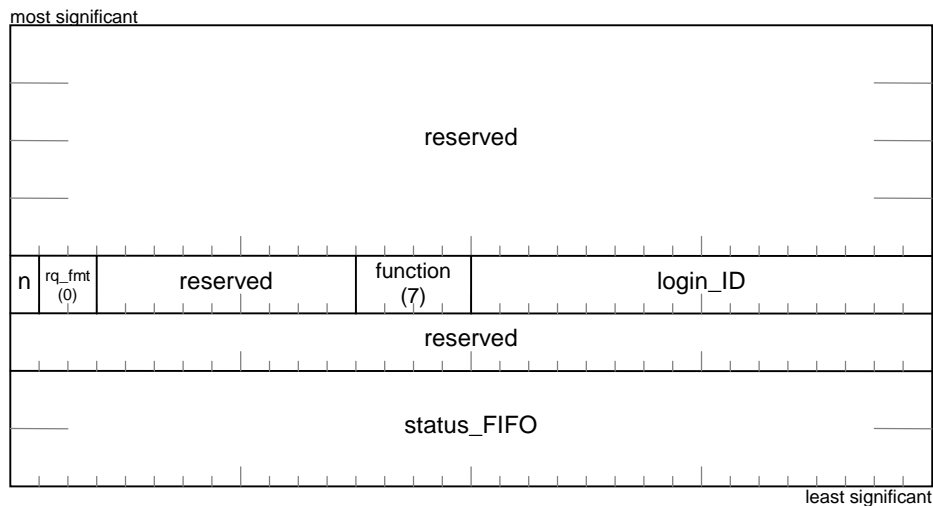 most significant
reserved
n
rq_fmt
(0)
reserved
function
(7)
login_ID
reserved
status_FIFO
least significant